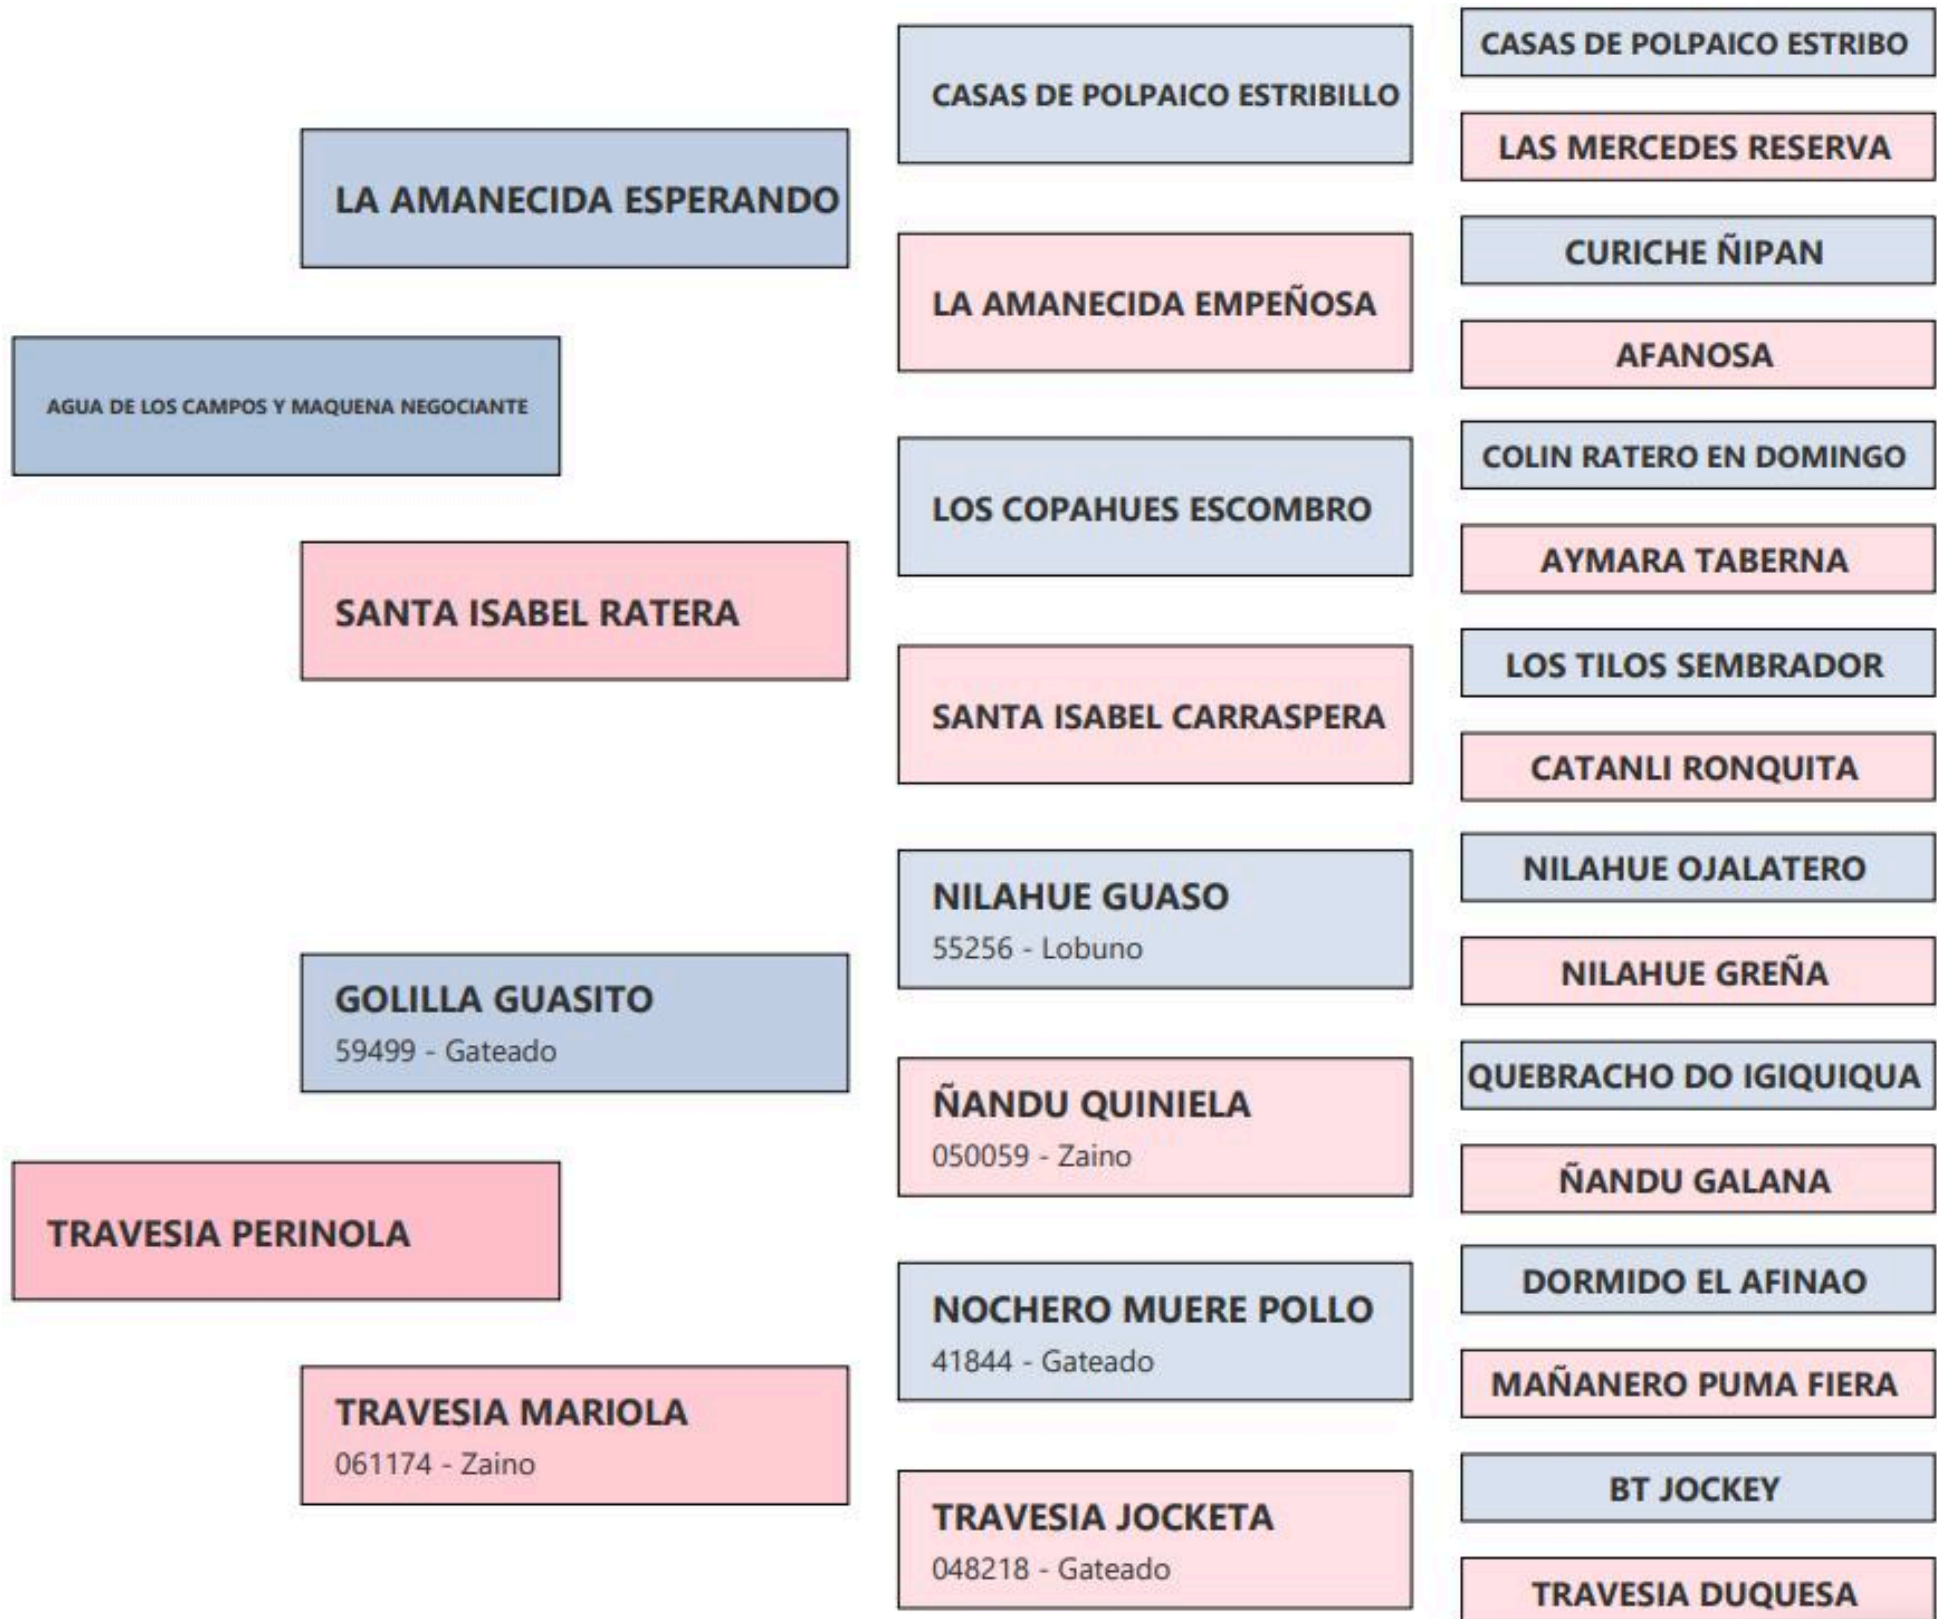 AGUA DE LOS CAMPOS Y MAQUENA NEGOCIANTE
TRAVESIA PERINOLA
LA AMANECIDA ESPERANDO
SANTA ISABEL RATERA
GOLILLA GUASITO
59499 - Gateado
TRAVESIA MARIOLA
061174 - Zaino
CASAS DE POLPAICO ESTRIBILLO
LA AMANECIDA EMPEÑOSA
LOS COPAHUES ESCOMBRO
SANTA ISABEL CARRASPERA
NILAHUE GUASO
55256 - Lobuno
ÑANDU QUINIELA
050059 - Zaino
NOCHERO MUERE POLLO
41844 - Gateado
TRAVESIA JOCKETA
048218 - Gateado
CASAS DE POLPAICO ESTRIBO
LAS MERCEDES RESERVA
CURICHE ÑIPAN
AFANOSA
COLIN RATERO EN DOMINGO
AYMARA TABERNA
LOS TILOS SEMBRADOR
CATANLI RONQUITA
NILAHUE OJALATERO
NILAHUE GREÑA
QUEBRACHO DO IGIQUIQUA
ÑANDU GALANA
DORMIDO EL AFINAO
MAÑANERO PUMA FIERA
BT JOCKEY
TRAVESIA DUQUESA